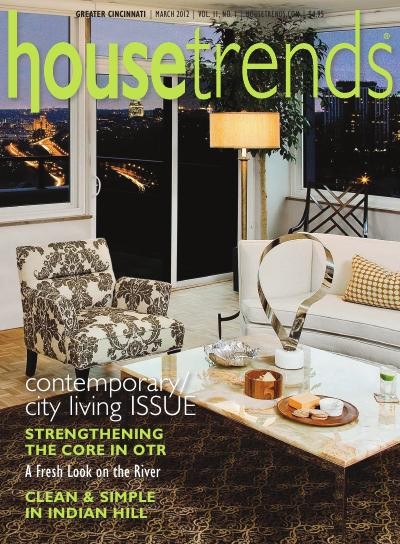 GREATER CINCINNATI | MARCH 2012 | VOL. 11, NO. 1 | HOUSETRENDS.COM | $4.95
housetrends®
contemporary/
city living ISSUE
STRENGTHENING
THE CORE IN OTR
A Fresh Look on the River
CLEAN & SIMPLE
IN INDIAN HILL